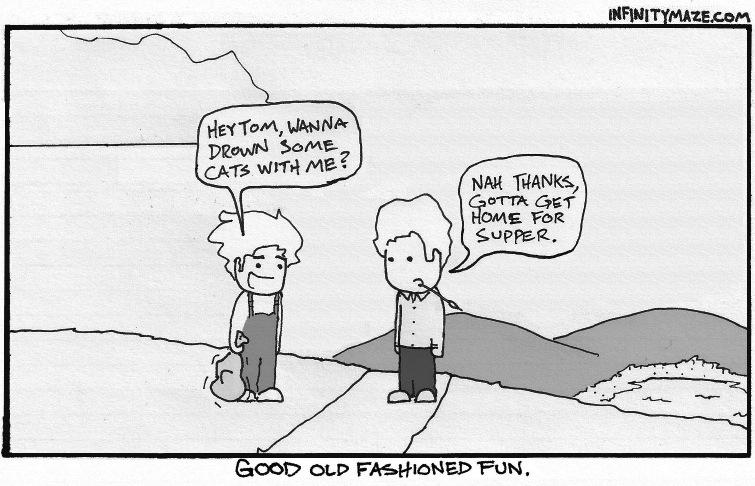 INFINITYMAZE.COM
HEY TOM, WANNA
DROWN SOME
CATS WITH ME?
NAH THANKS,
GOTTA GET
HOME FOR
SUPPER.
GOOD OLD FASHIONED FUN.